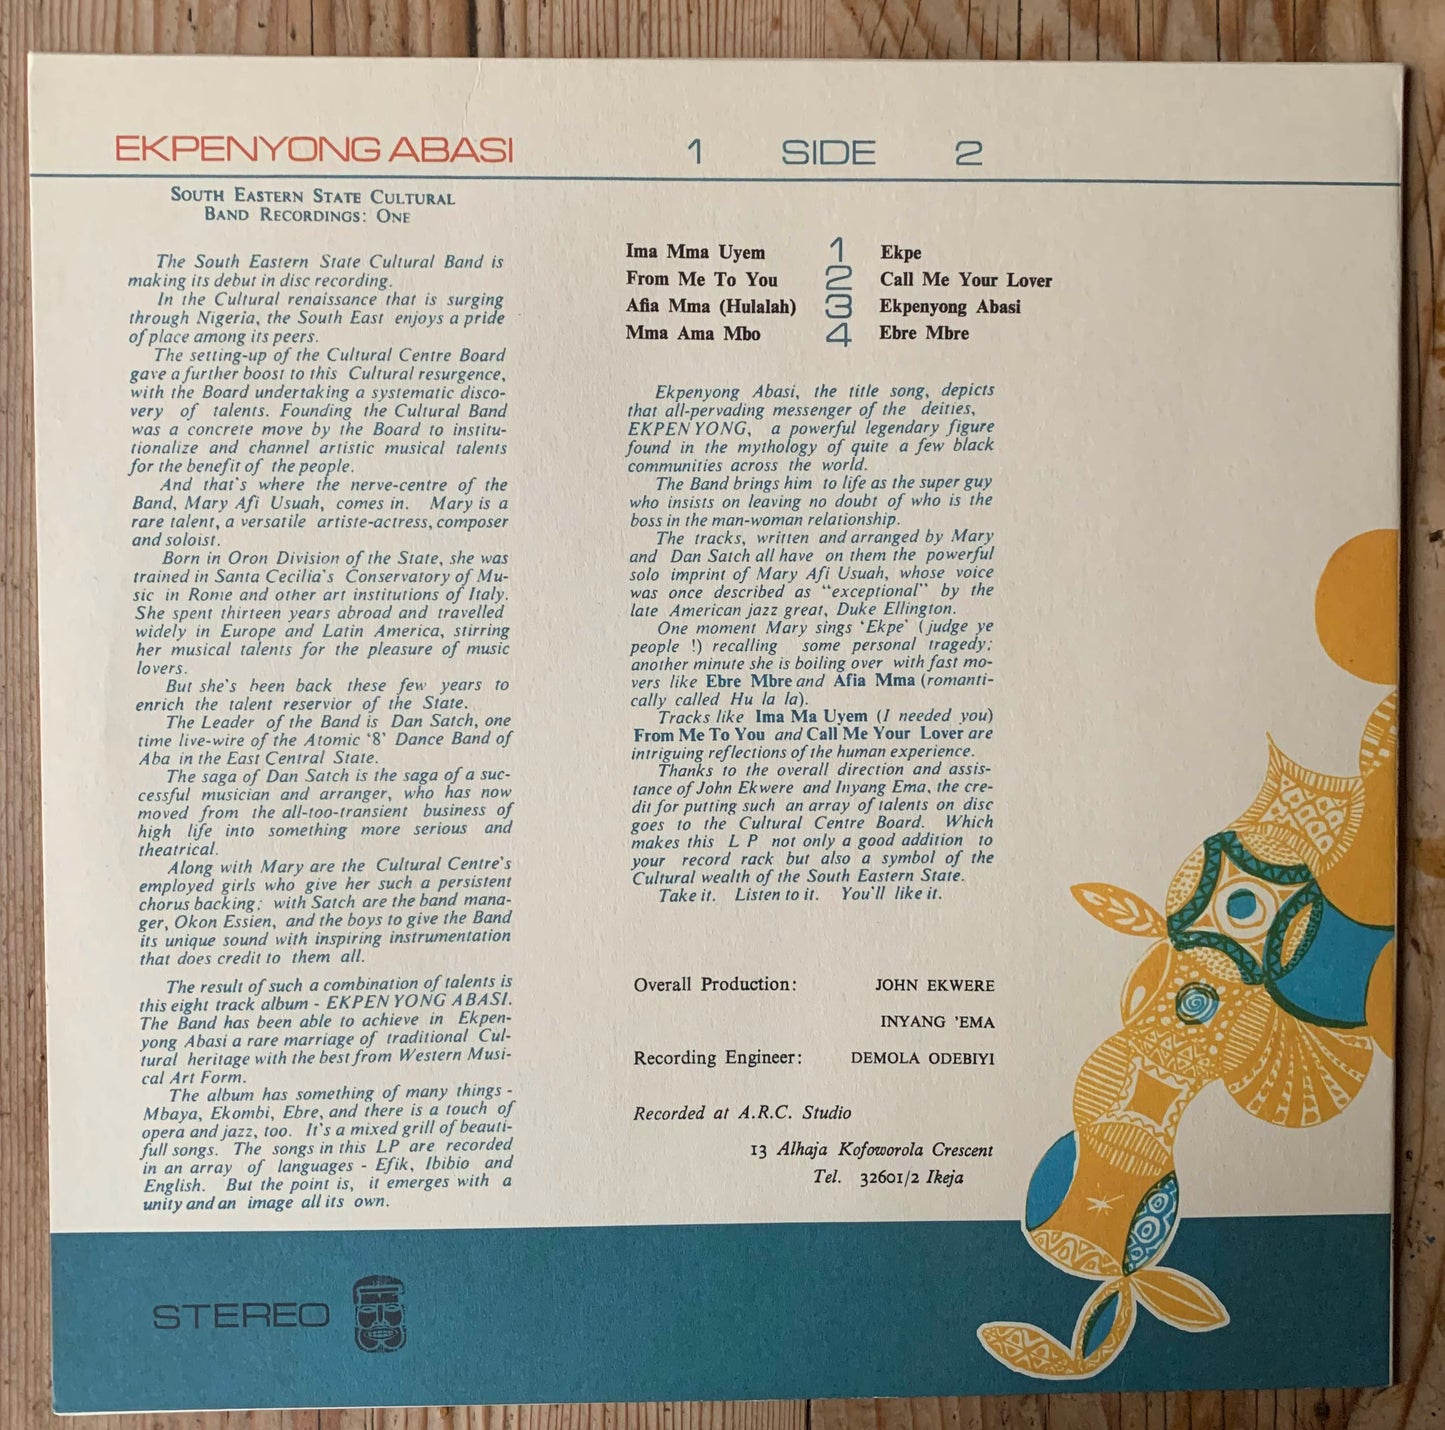 EKPENYONG ABASI
1 SIDE 2
SOUTH EASTERN STATE CULTURAL
BAND RECORDINGS: ONE
The South Eastern State Cultural Band is
making its debut in disc recording.
In the Cultural renaissance that is surging
through Nigeria, the South East enjoys a pride
of place among its peers.
The setting-up of the Cultural Centre Board
gave a further boost to this Cultural resurgence,
with the Board undertaking a systematic disco-
very of talents. Founding the Cultural Band
was a concrete move by the Board to institu-
tionalize and channel artistic musical talents
for the benefit of the people.
And that's where the nerve-centre of the
Band, Mary Afi Usuah, comes in. Mary is a
rare talent, a versatile artiste-actress, composer
and soloist.
Born in Oron Division of the State, she was
trained in Santa Cecilia's Conservatory of Mu-
sic in Rome and other art institutions of Italy.
She spent thirteen years abroad and travelled
widely in Europe and Latin America, stirring
her musical talents for the pleasure of music
lovers.
But she's been back these few years to
enrich the talent reservior of the State.
The Leader of the Band is Dan Satch, one
time live-wire of the Atomic '8' Dance Band of
Aba in the East Central State.
The saga of Dan Satch is the saga of a suc-
cessful musician and arranger, who has now
moved from the all-too-transient business of
high life into something more serious and
theatrical.
Along with Mary are the Cultural Centre's
employed girls who give her such a persistent
chorus backing; with Satch are the band mana-
ger, Okon Essien, and the boys to give the Band
its unique sound with inspiring instrumentation
that does credit to them all.
The result of such a combination of talents is
this eight track album - EKPENYONG ABASI.
The Band has been able to achieve in Ekpen-
yong Abasi a rare marriage of traditional Cul-
tural heritage with the best from Western Musi-
cal Art Form.
The album has something of many things -
Mbaya, Ekombi, Ebre, and there is a touch of
opera and jazz, too. It's a mixed grill of beauti-
full songs. The songs in this LP are recorded
in an array of languages - Efik, Ibibio and
English. But the point is, it emerges with a
unity and an image all its own.
Ima Mma Uyem 1 Ekpe
From Me To You 2 Call Me Your Lover
Afia Mma (Hulalah) 3 Ekpenyong Abasi
Mma Ama Mbo 4 Ebre Mbre
Ekpenyong Abasi, the title song, depicts
that all-pervading messenger of the deities,
EKPENYONG, a powerful legendary figure
found in the mythology of quite a few black
communities across the world.
The Band brings him to life as the super guy
who insists on leaving no doubt of who is the
boss in the man-woman relationship.
The tracks, written and arranged by Mary
and Dan Satch all have on them the powerful
solo imprint of Mary Afi Usuah, whose voice
was once described as "exceptional" by the
late American jazz great, Duke Ellington.
One moment Mary sings 'Ekpe' (judge ye
people !) recalling some personal tragedy;
another minute she is boiling over with fast mo-
vers like Ebre Mbre and Afia Mma (romanti-
cally called Hu la la).
Tracks like Ima Ma Uyem (I needed you)
From Me To You and Call Me Your Lover are
intriguing reflections of the human experience.
Thanks to the overall direction and assis-
tance of John Ekwere and Inyang Ema, the cre-
dit for putting such an array of talents on disc
goes to the Cultural Centre Board. Which
makes this L P not only a good addition to
your record rack but also a symbol of the
Cultural wealth of the South Eastern State.
Take it. Listen to it. You'll like it.
Overall Production: JOHN EKWERE
INYANG 'EMA
Recording Engineer: DEMOLA ODEBIYI
Recorded at A.R.C. Studio
13 Alhaja Kofoworola Crescent
Tel. 32601/2 Ikeja
STEREO